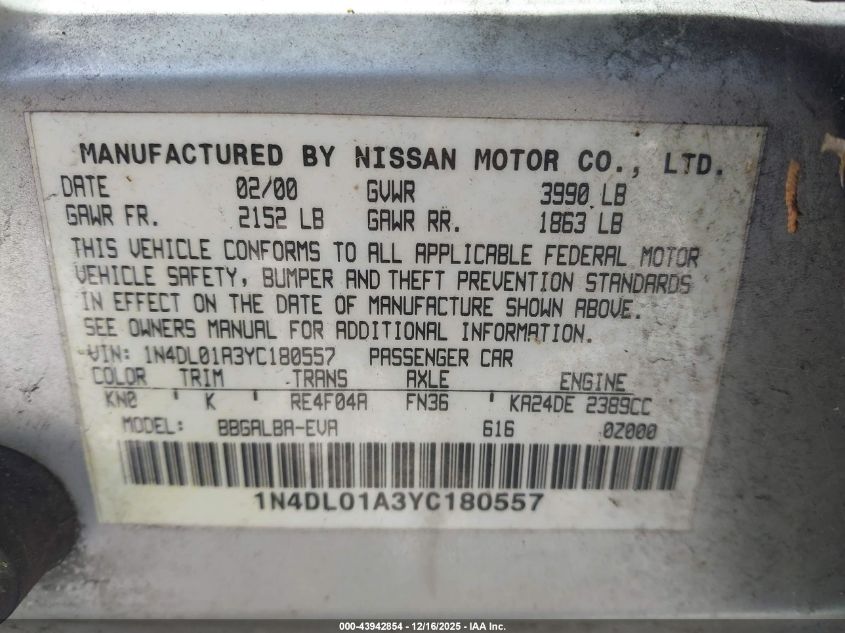 MANUFACTURED BY NISSAN MOTOR CO., LTD.
DATE 02/00 GVWR 3990 LB
GAWR FR. 2152 LB GAWR RR. 1863 LB
THIS VEHICLE CONFORMS TO ALL APPLICABLE FEDERAL MOTOR
VEHICLE SAFETY, BUMPER AND THEFT PREVENTION STANDARDS
IN EFFECT ON THE DATE OF MANUFACTURE SHOWN ABOVE.
SEE OWNERS MANUAL FOR ADDITIONAL INFORMATION.
VIN: 1N4DL01A3YC180557 PASSENGER CAR
COLOR TRIM TRANS AXLE ENGINE
KN0 ' K ' RE4F04A FN36 ' KA24DE 2389CC
MODEL: BBGALBA-EVA 616 0Z000
1N4DL01A3YC180557
000-43942854 | 12/16/2025 | IAA Inc.